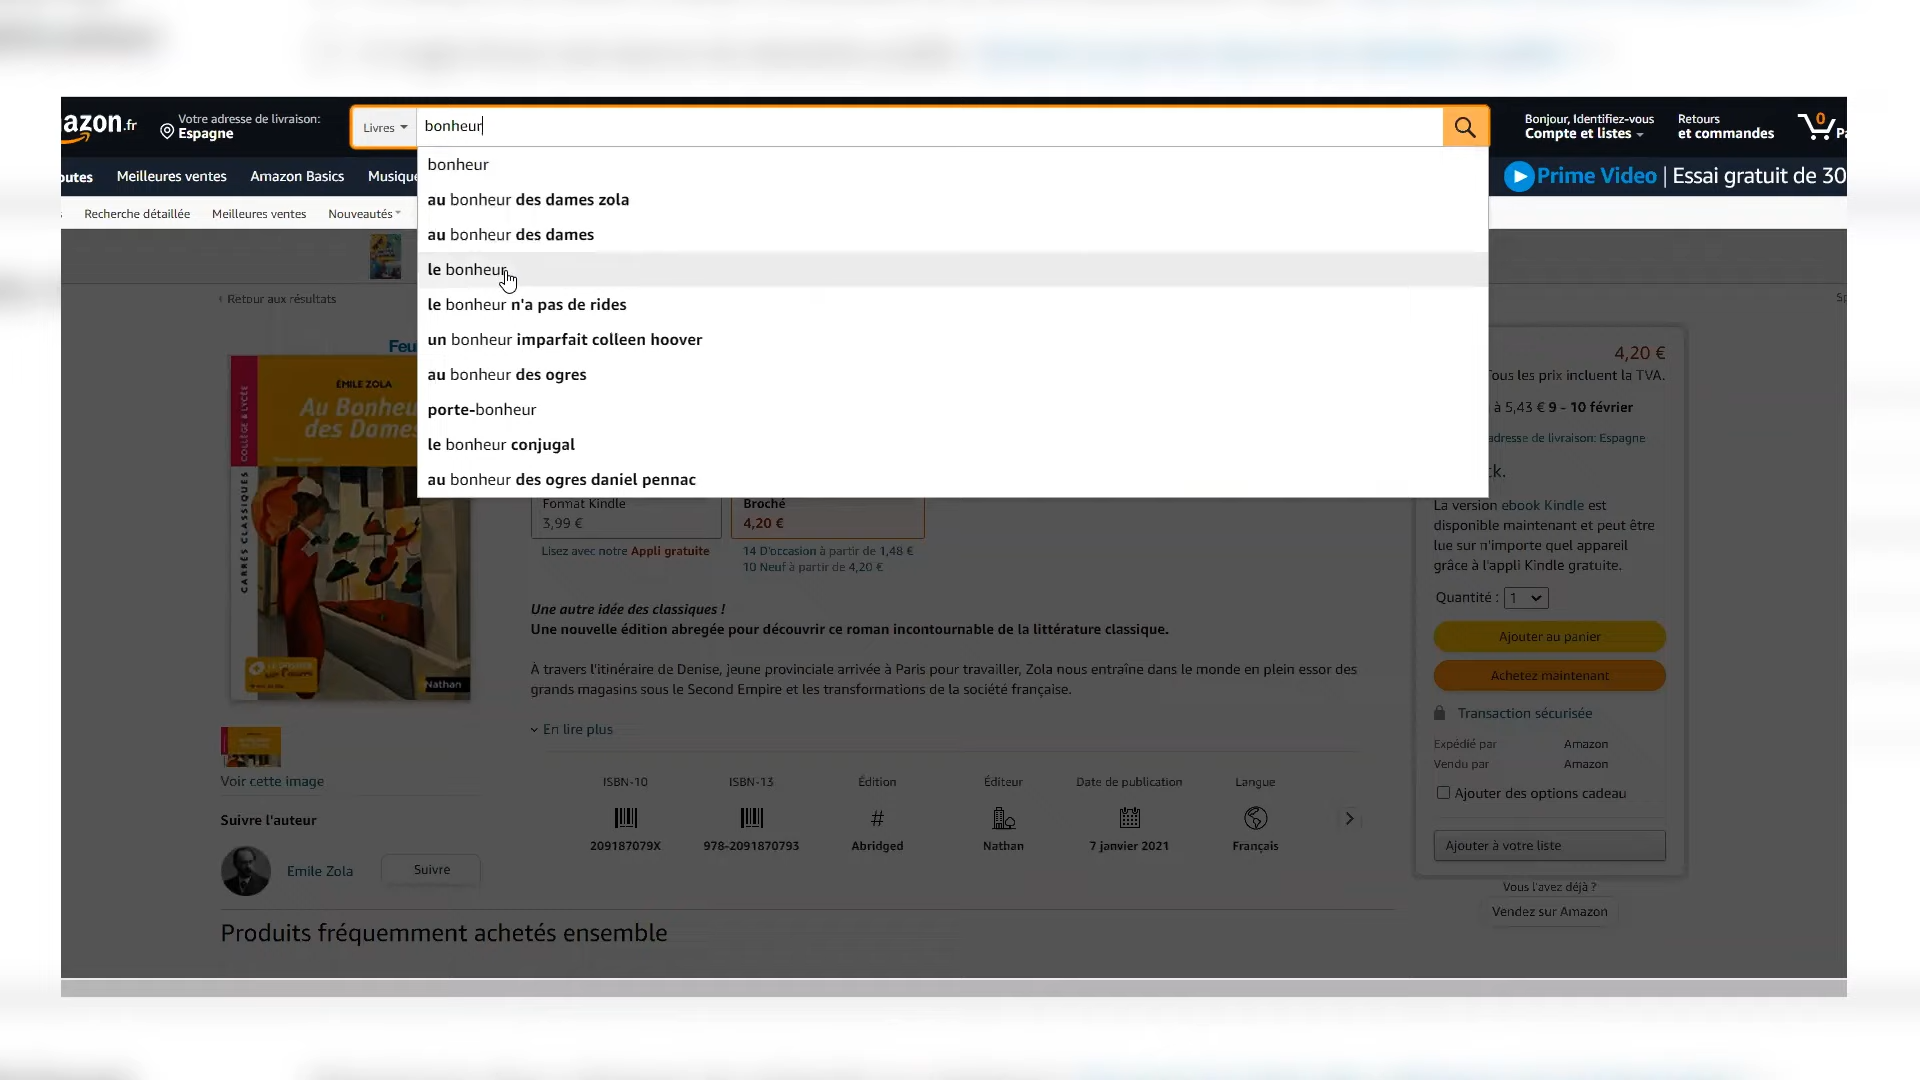 azon.fr
Votre adresse de livraison:
Espagne
Livres
bonheur
Bonjour, Identifiez-vous
Compte et listes
Retours
et commandes
0
Meilleures ventes
Amazon Basics
Prime Video | Essai gratuit de 30
Recherche détaillée
Meilleures ventes
Nouveautés
bonheur
au bonheur des dames zola
au bonheur des dames
le bonheur
le bonheur n'a pas de rides
un bonheur imparfait colleen hoover
au bonheur des ogres
porte-bonheur
le bonheur conjugal
au bonheur des ogres daniel pennac
‹ Retour aux résultats
COLLÈGE & LYCÉE
CARRÉS CLASSIQUES
ÉMILE ZOLA
Au Bonheu
des Dames
Nathan
Voir cette image
Suivre l'auteur
Emile Zola
Suivre
Format Kindle
3,99 €
Lisez avec notre Appli gratuite
Broché
4,20 €
14 D'occasion à partir de 1,48 €
10 Neuf à partir de 4,20 €
Une autre idée des classiques !
Une nouvelle édition abregée pour découvrir ce roman incontournable de la littérature classique.
À travers l'itinéraire de Denise, jeune provinciale arrivée à Paris pour travailler, Zola nous entraîne dans le monde en plein essor des
grands magasins sous le Second Empire et les transformations de la société française.
En lire plus
ISBN-10
209187079X
ISBN-13
978-2091870793
Édition
#
Abridged
Éditeur
Nathan
Date de publication
7 janvier 2021
Langue
Français
4,20 €
Tous les prix incluent la TVA.
à 5,43 € 9 - 10 février
adresse de livraison: Espagne
La version ebook Kindle est
disponible maintenant et peut être
lue sur n'importe quel appareil
grâce à l'appli Kindle gratuite.
Quantité : 1
Ajouter au panier
Achetez maintenant
Transaction sécurisée
Expédié par Amazon
Vendu par Amazon
Ajouter des options cadeau
Ajouter à votre liste
Vous l'avez déjà ?
Vendez sur Amazon
Produits fréquemment achetés ensemble